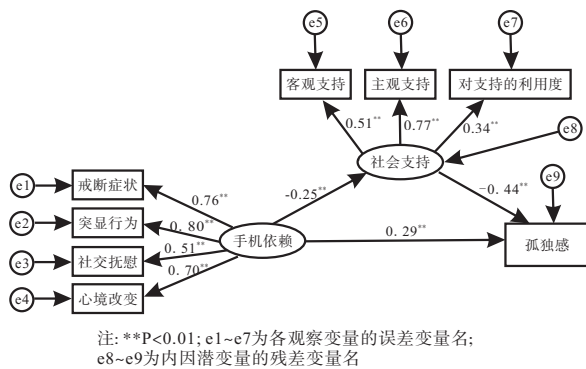 e5
e6
e7
客观支持
主观支持
对支持的利用度
0.51**
0.77**
0.34**
e8
社会支持
e1
戒断症状
0.76**
-0.25**
-0.44**
e9
e2
突显行为
0.80**
手机依赖
0.29**
孤独感
e3
社交抚慰
0.51**
e4
心境改变
0.70**
注: **P<0.01; e1~e7为各观察变量的误差变量名;
e8~e9为内因潜变量的残差变量名